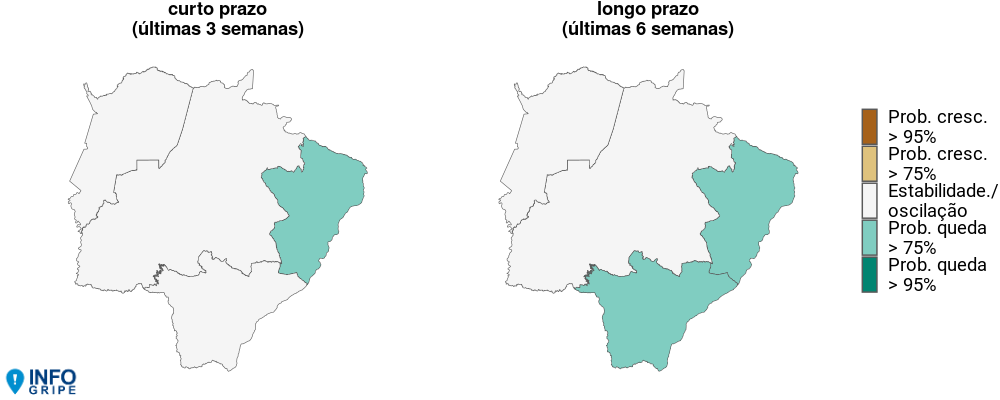 curto prazo
(últimas 3 semanas)
longo prazo
(últimas 6 semanas)
Prob. cresc.
> 95%
Prob. cresc.
> 75%
Estabilidade./
oscilação
Prob. queda
> 75%
Prob. queda
> 95%
INFO
GRIPE